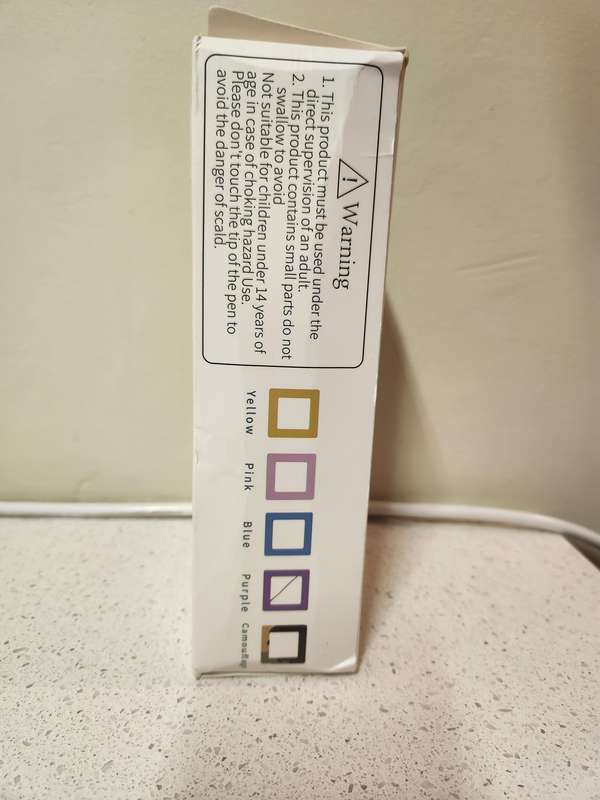 Warning
1. This product must be used under the
direct supervision of an adult.
2. This product contains small parts do not
swallow to avoid
Not suitable for children under 14 years of
age in case of choking hazard Use.
Please don't touch the tip of the pen to
avoid the danger of scald.
Yellow
Pink
Blue
Purple
Camouflage